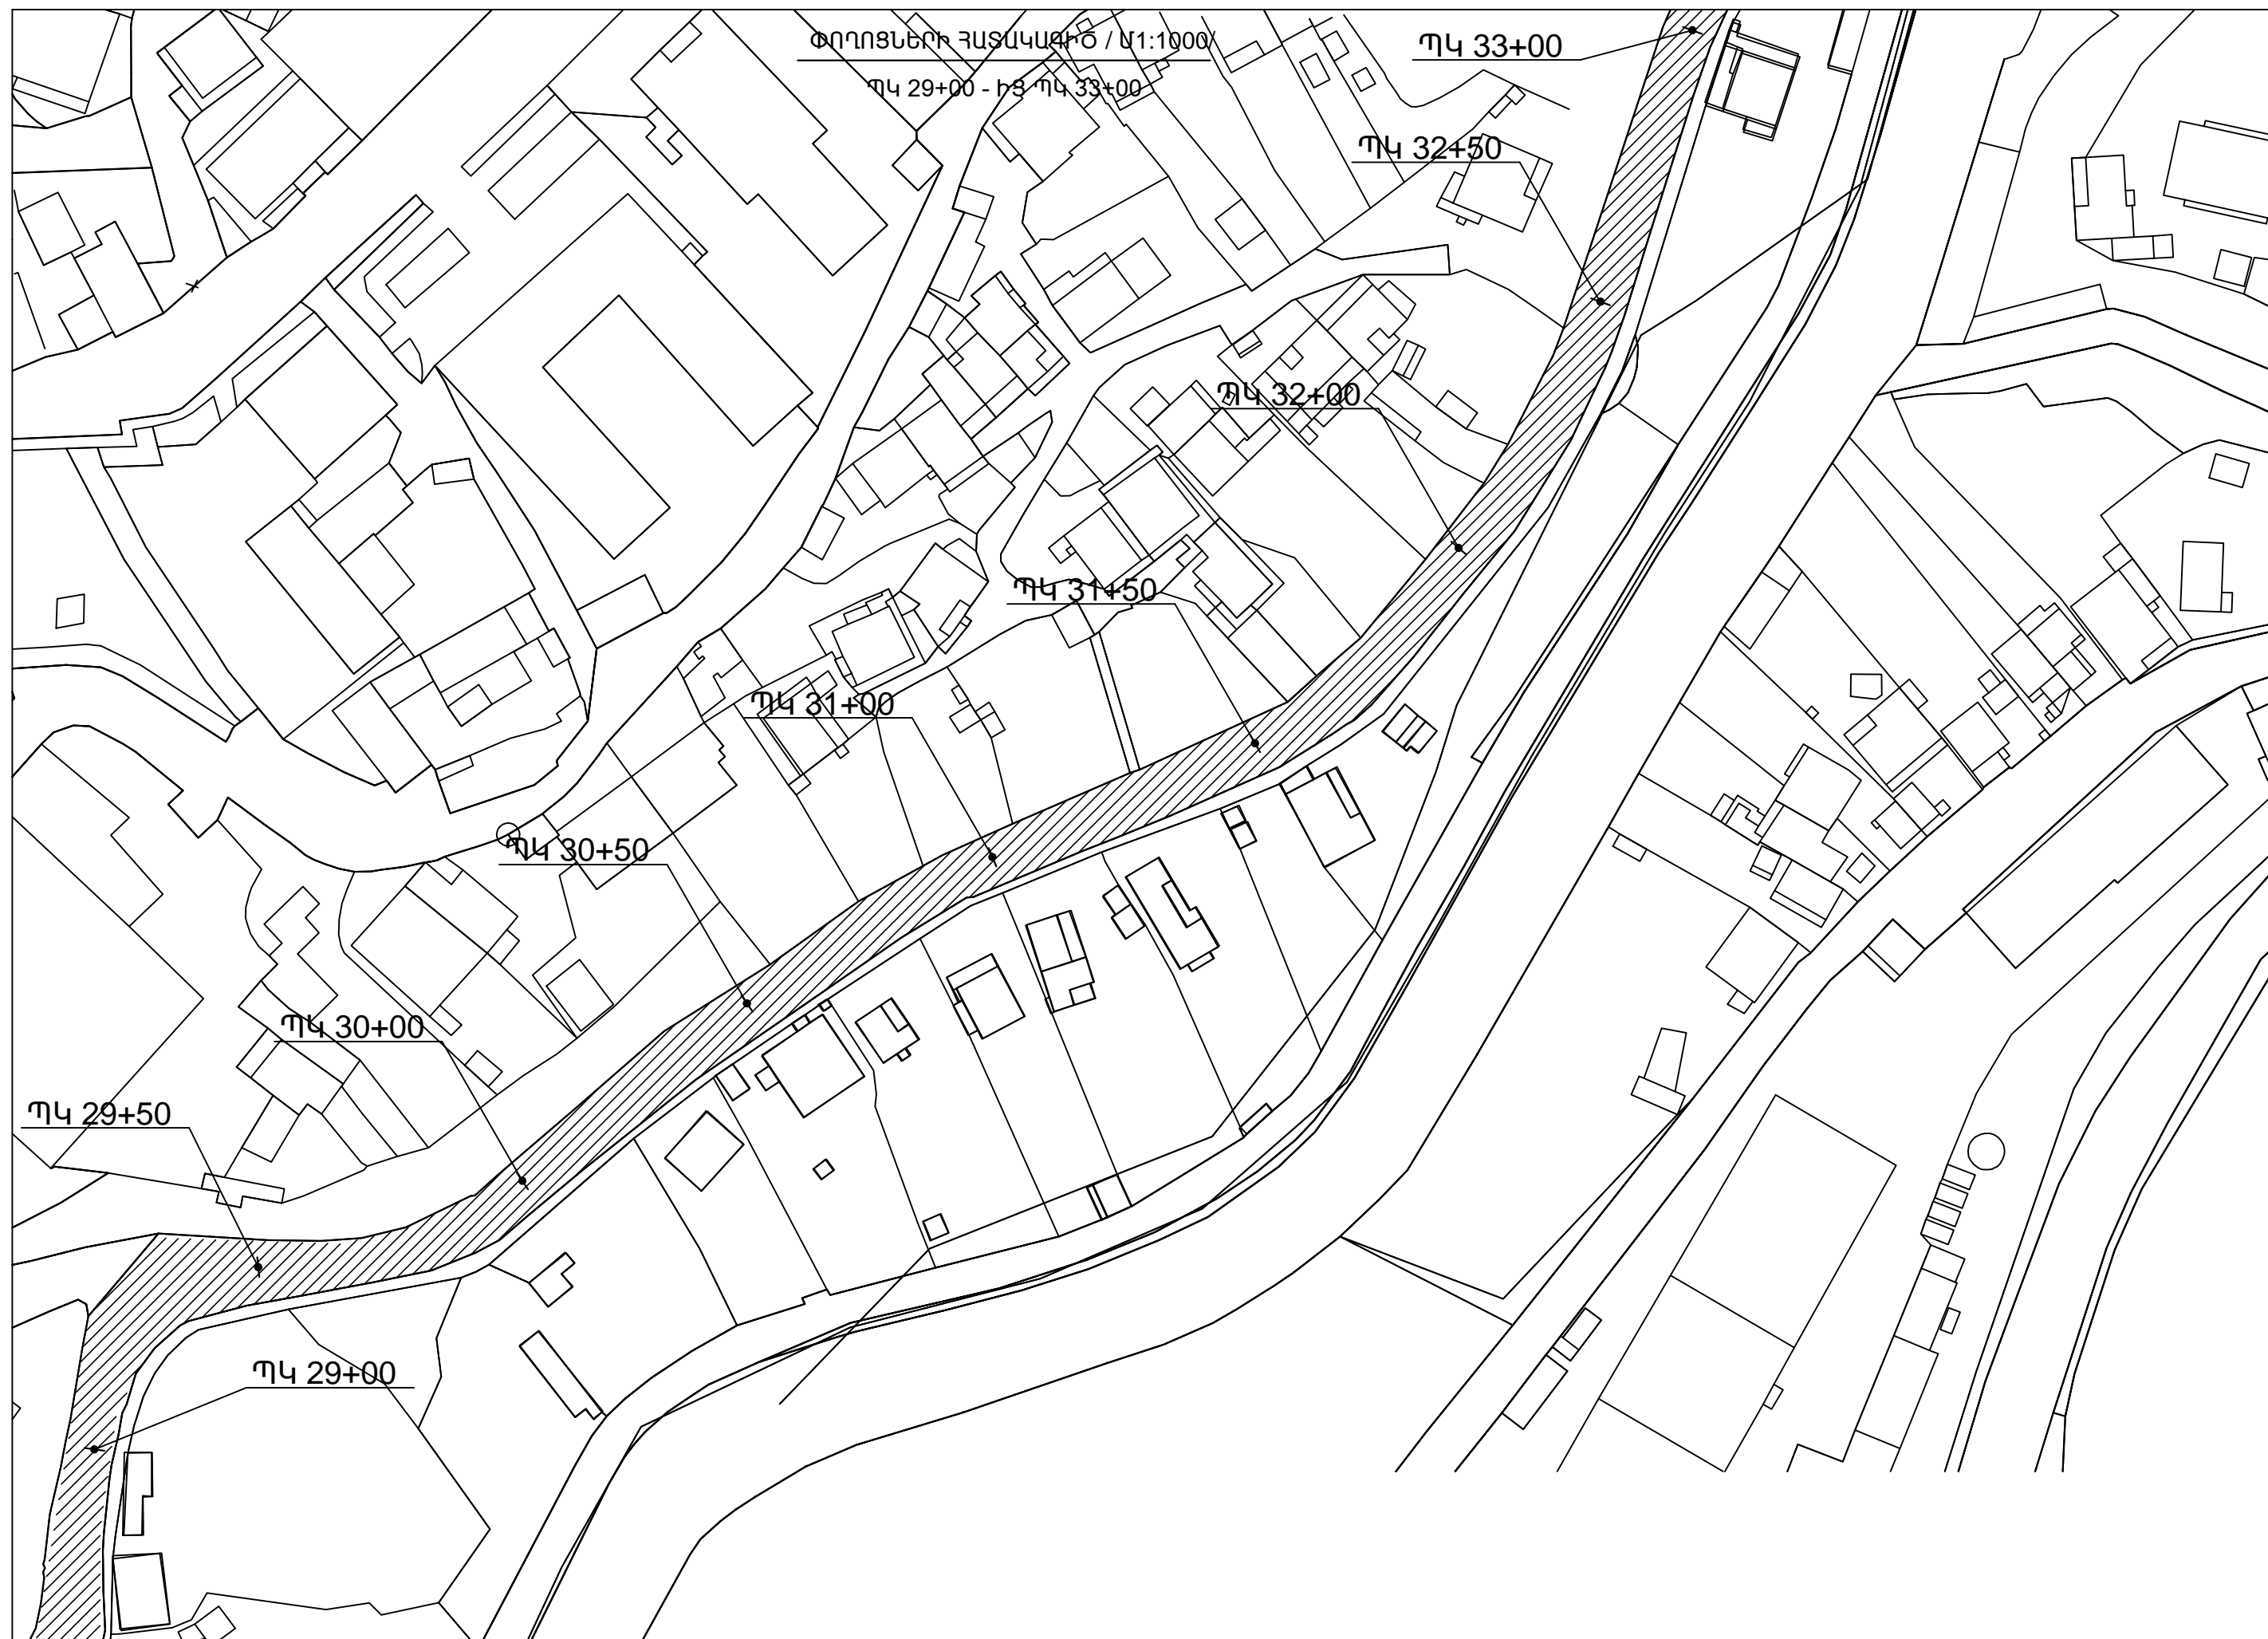 ՓՈՂՈՑՆԵՐԻ ՀԱՏԱԿԱԳԻԾ / Մ1:1000/
ՊԿ 29+00 - ԻՑ ՊԿ 33+00
ՊԿ 33+00
ՊԿ 32+50
ՊԿ 32+00
ՊԿ 31+50
ՊԿ 31+00
ՊԿ 30+50
ՊԿ 30+00
ՊԿ 29+50
ՊԿ 29+00